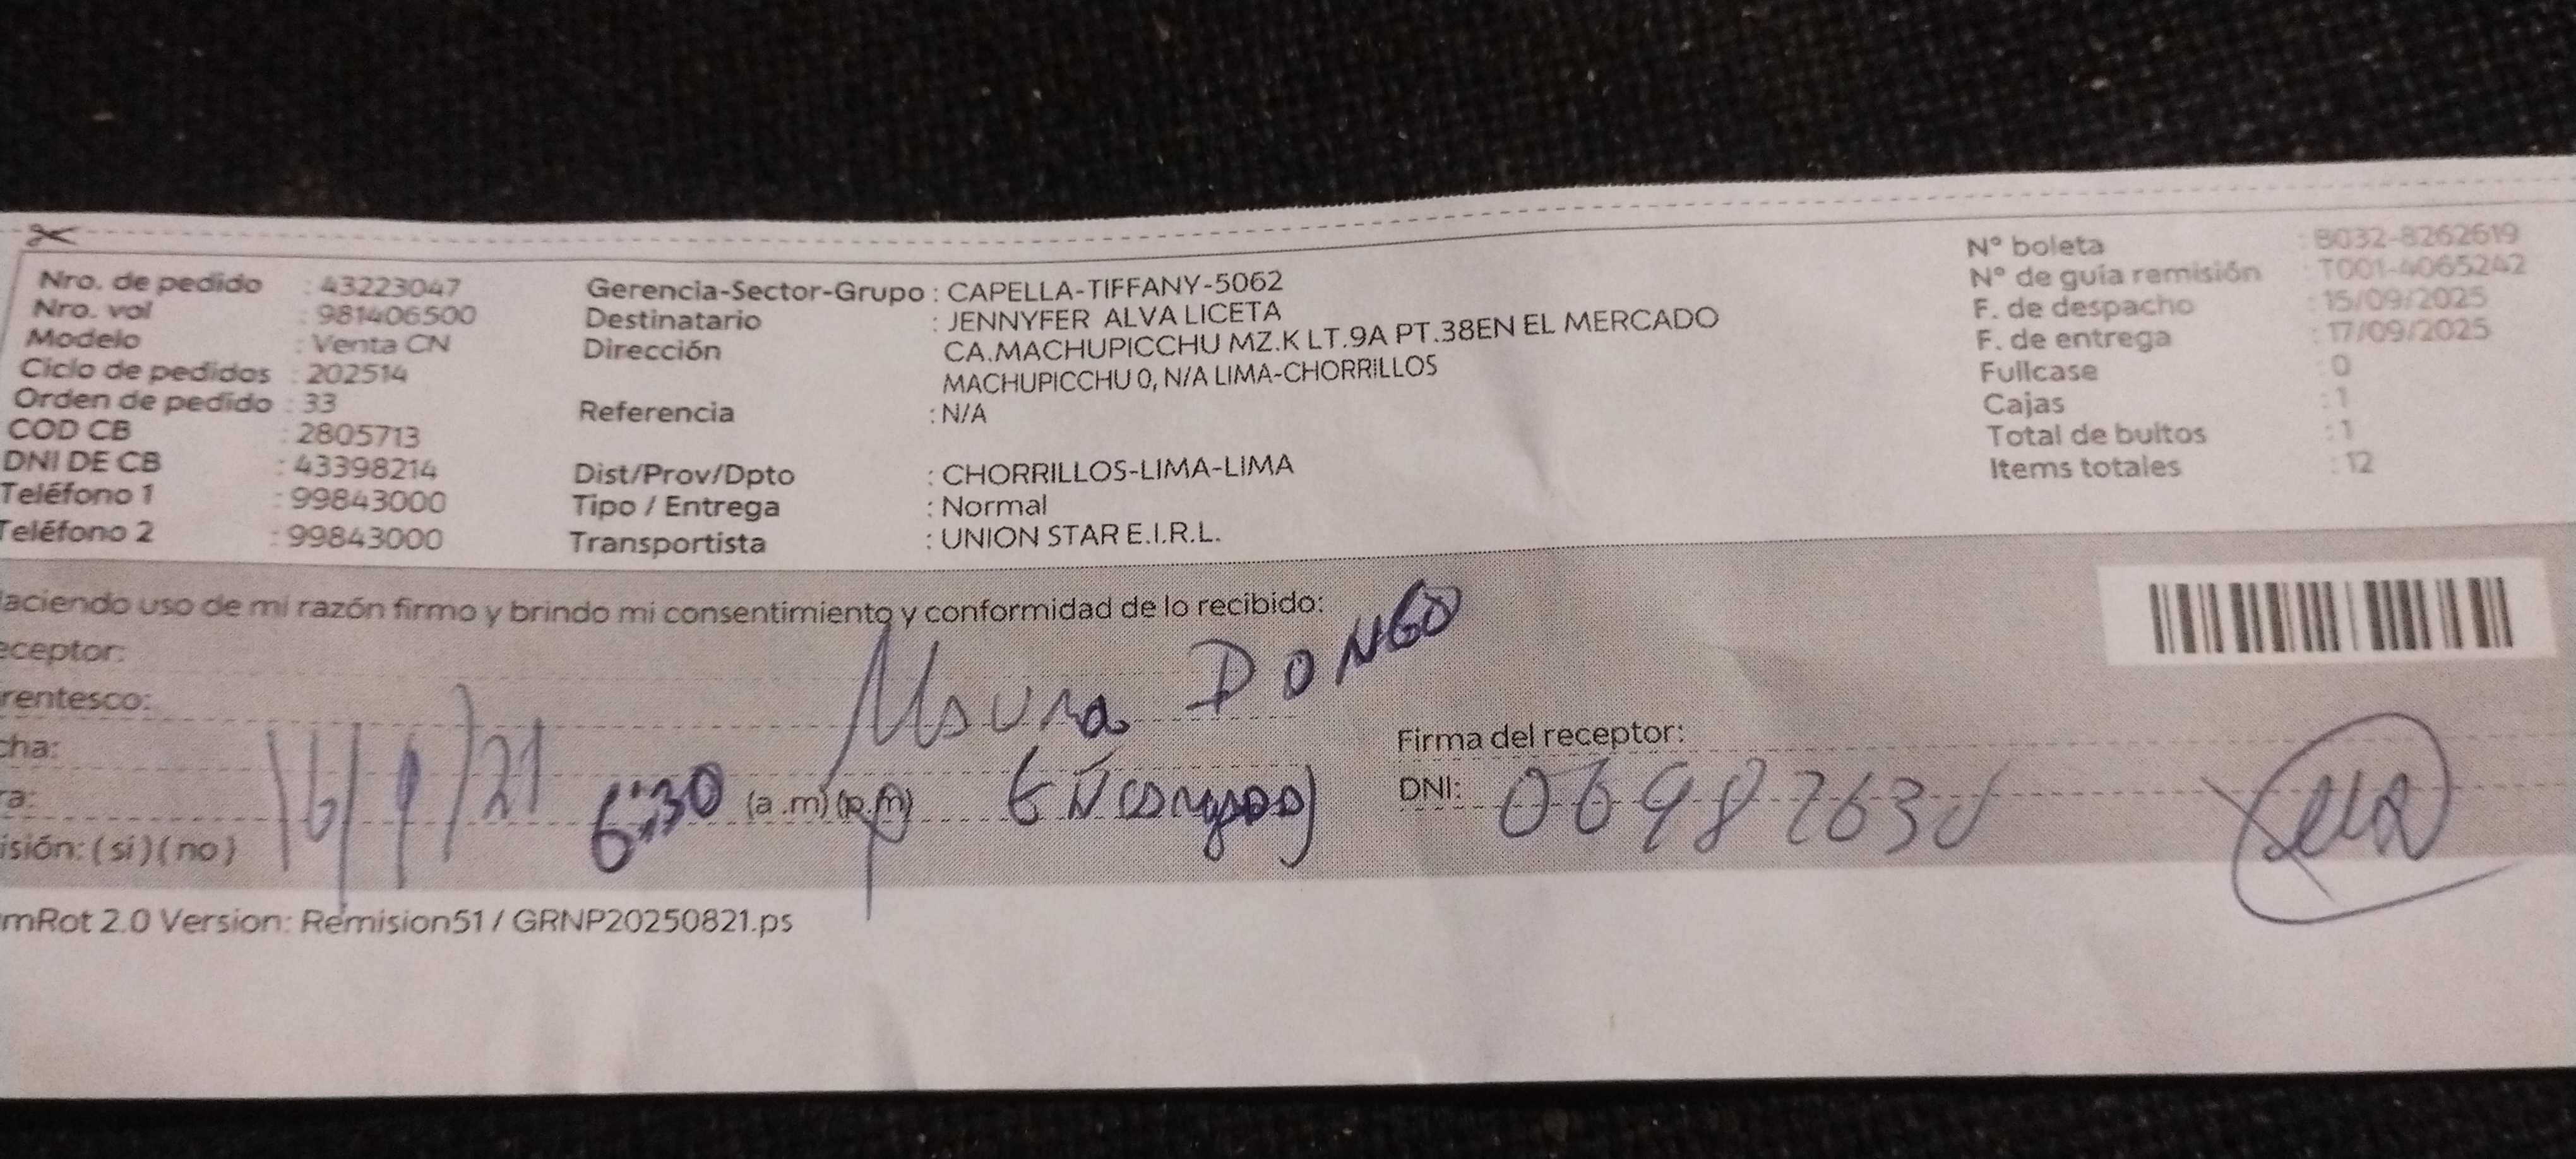 Nro. de pedido : 43223047
Nro. vol : 981406500
Modelo : Venta CN
Ciclo de pedidos : 202514
Orden de pedido : 33
COD CB : 2805713
DNI DE CB : 43398214
Teléfono 1 : 99843000
Teléfono 2 : 99843000
Gerencia-Sector-Grupo : CAPELLA-TIFFANY-5062
Destinatario : JENNYFER ALVA LICETA
Dirección CA.MACHUPICCHU MZ.K LT.9A PT.38EN EL MERCADO
MACHUPICCHU 0, N/A LIMA-CHORRILLOS
Referencia : N/A
Dist/Prov/Dpto : CHORRILLOS-LIMA-LIMA
Tipo / Entrega : Normal
Transportista : UNION STAR E.I.R.L.
N° boleta : B032-8262619
N° de guía remisión : T001-4065242
F. de despacho : 15/09/2025
F. de entrega : 17/09/2025
Fullcase : 0
Cajas : 1
Total de bultos : 1
Items totales : 12
aciendo uso de mi razón firmo y brindo mi consentimiento y conformidad de lo recibido:
eceptor: DONGO
rentesco:
cha: 16/9/21
Firma del receptor:
ra: 6:30 (a.m) (p.m)
DNI:
isión: ( si ) ( no )
mRot 2.0 Version: Remision51 / GRNP20250821.ps